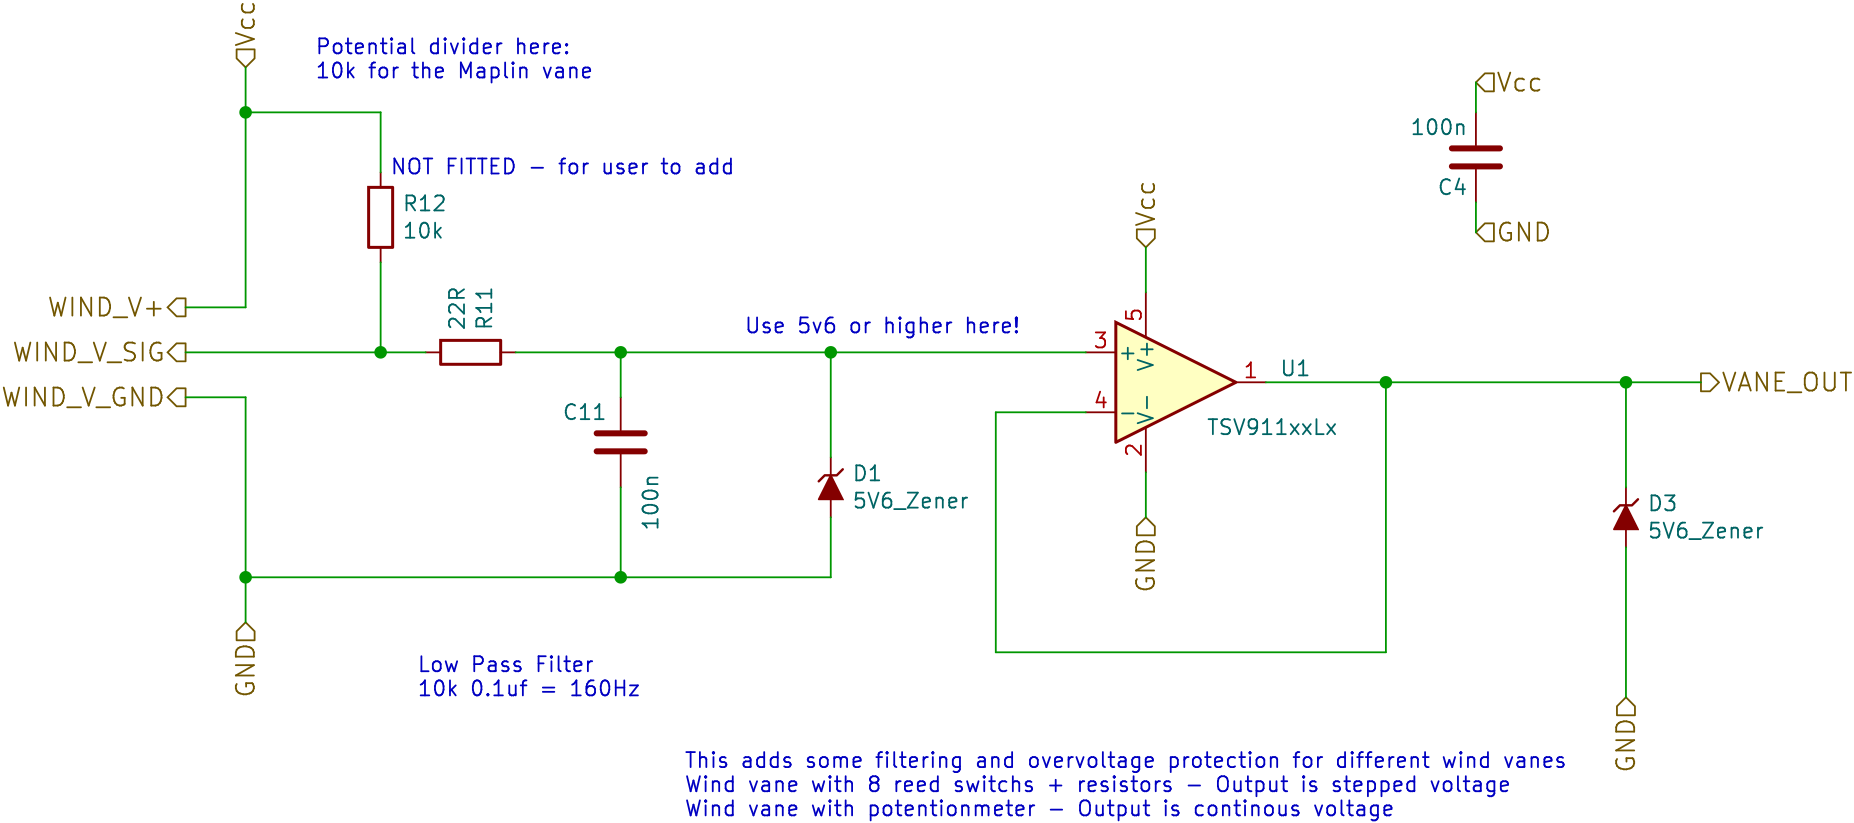 Vcc
Potential divider here:
10k for the Maplin vane
Vcc
100n
C4
GND
NOT FITTED – for user to add
R12
10k
Vcc
WIND_V+
22R
R11
Use 5v6 or higher here!
5
WIND_V_SIG
3
+
V+
1
U1
VANE_OUT
WIND_V_GND
4
–
V-
2
TSV911xxLx
C11
100n
D1
5V6_Zener
D3
5V6_Zener
GND
GND
Low Pass Filter
10k 0.1uf = 160Hz
GND
This adds some filtering and overvoltage protection for different wind vanes
Wind vane with 8 reed switchs + resistors – Output is stepped voltage
Wind vane with potentionmeter – Output is continous voltage